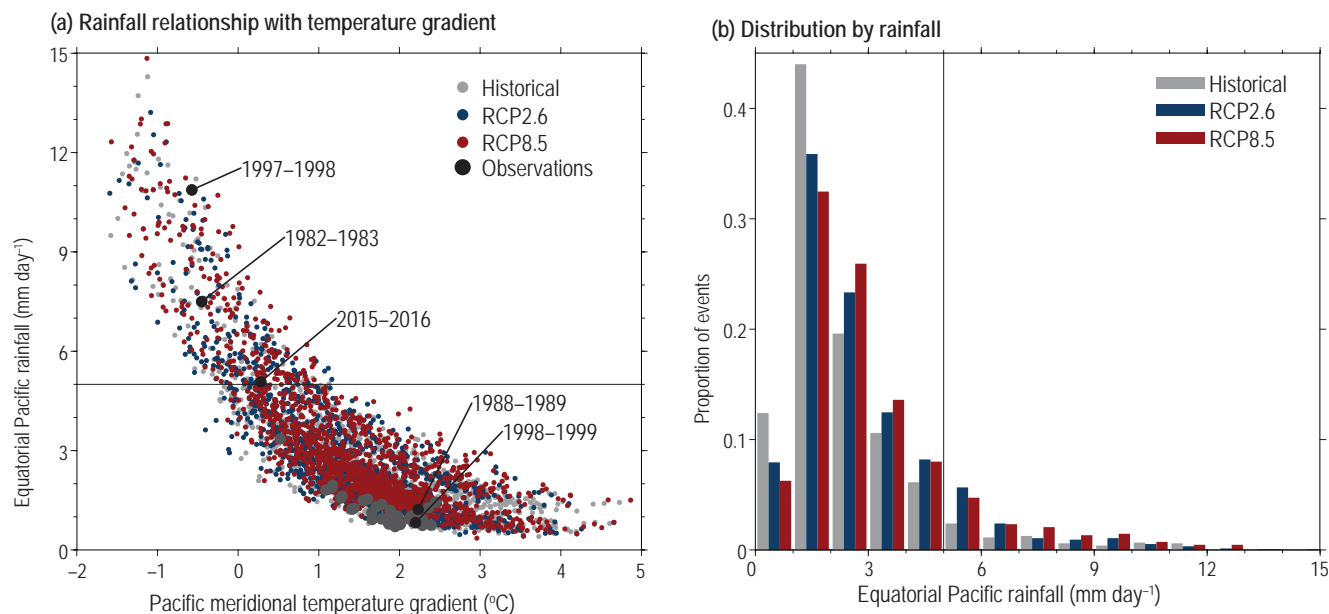 (a) Rainfall relationship with temperature gradient
15
12
9
6
3
0
Equatorial Pacific rainfall (mm day⁻¹)
Historical
RCP2.6
RCP8.5
Observations
1997–1998
1982–1983
2015–2016
1988–1989
1998–1999
–2 –1 0 1 2 3 4 5
Pacific meridional temperature gradient (°C)
(b) Distribution by rainfall
0.4
0.3
0.2
0.1
0
Proportion of events
Historical
RCP2.6
RCP8.5
0 3 6 9 12 15
Equatorial Pacific rainfall (mm day⁻¹)